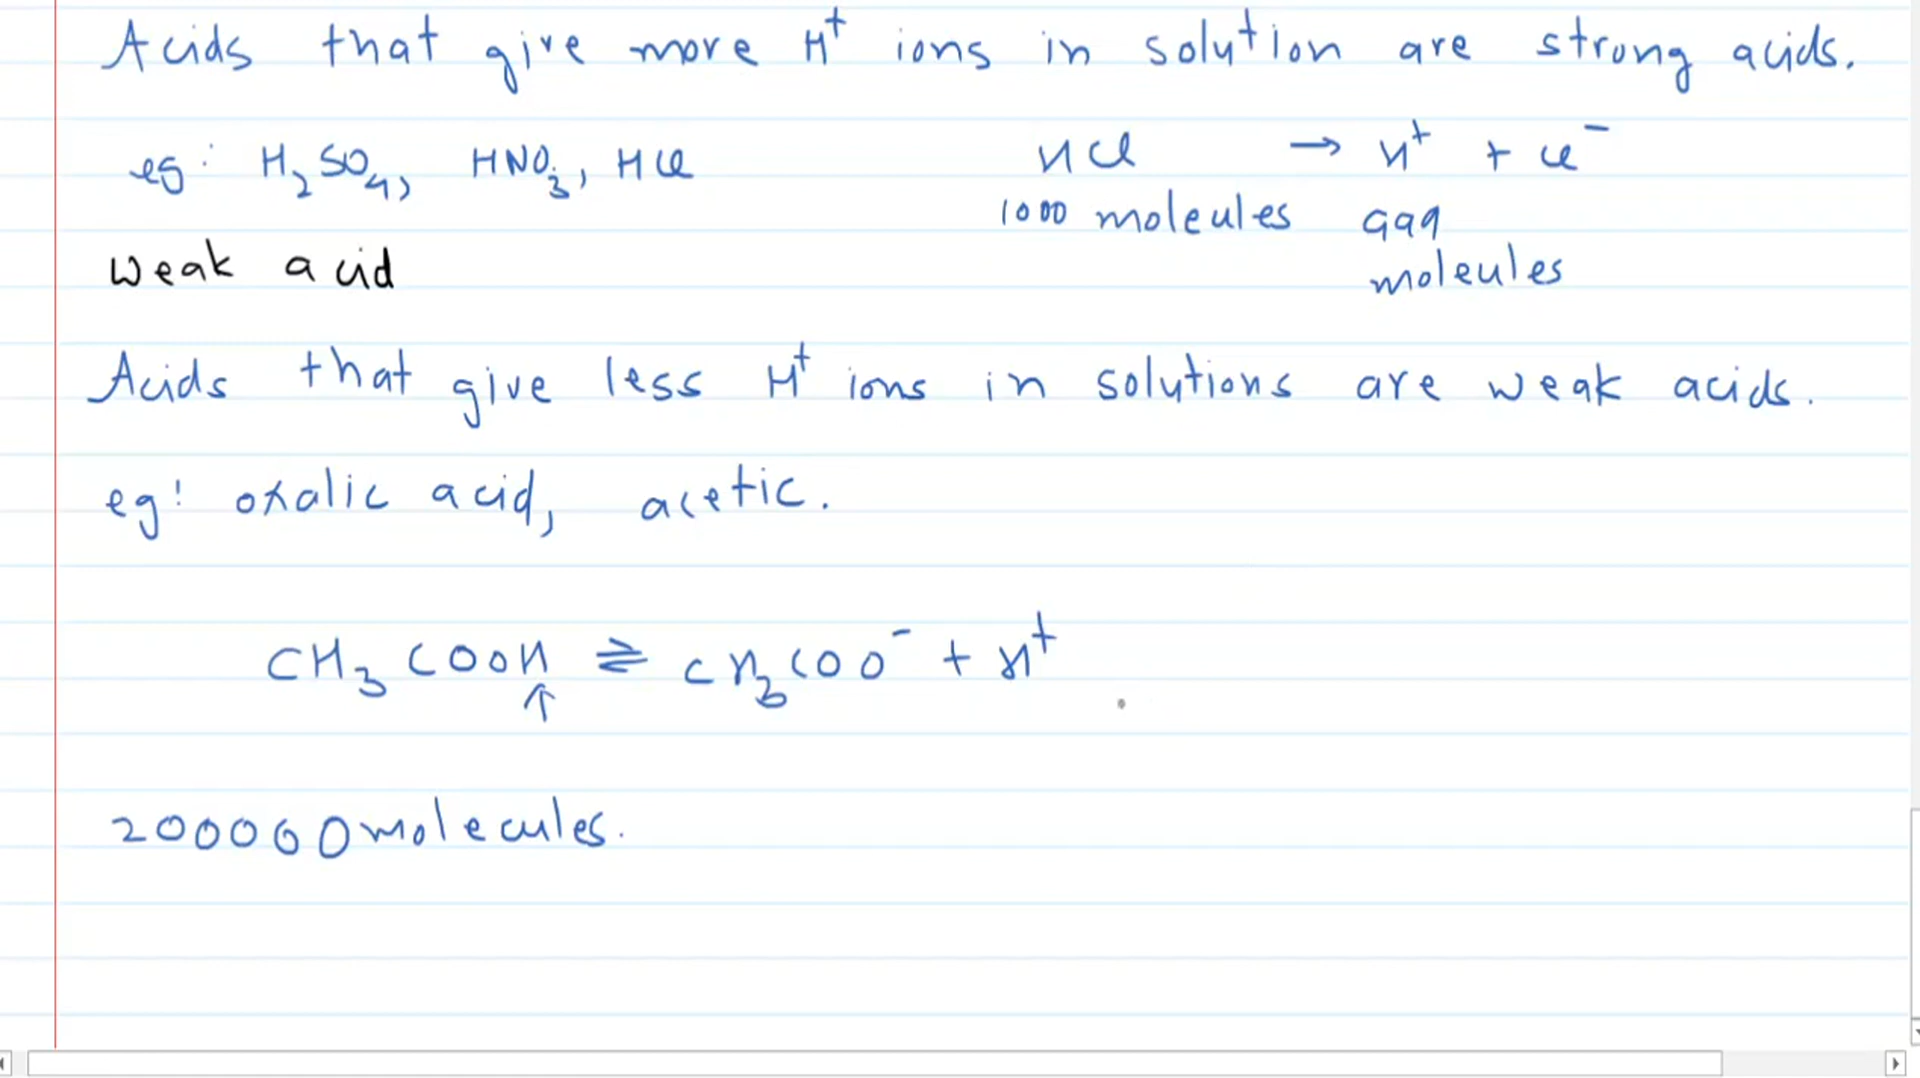 Acids that give more H⁺ ions in solution are strong acids.
eg: H₂SO₄, HNO₃, HCl
HCl → H⁺ + Cl⁻
1000 moleules 999
moleules
weak acid
Acids that give less H⁺ ions in solutions are weak acids.
eg: oxalic acid, acetic.
CH₃COOH ⇌ CH₃COO⁻ + H⁺
↑
200000 molecules.